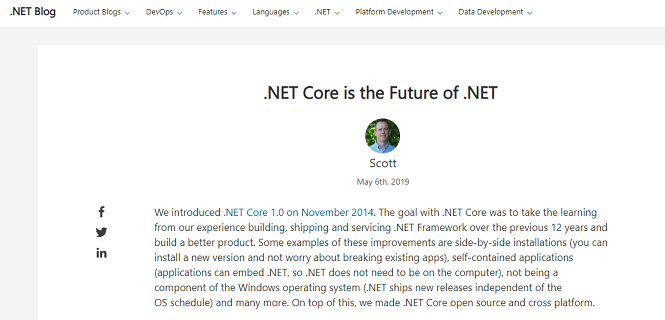 .NET Blog Product Blogs DevOps Features Languages .NET Platform Development Data Development
.NET Core is the Future of .NET
Scott
May 6th, 2019
We introduced .NET Core 1.0 on November 2014. The goal with .NET Core was to take the learning
from our experience building, shipping and servicing .NET Framework over the previous 12 years and
build a better product. Some examples of these improvements are side-by-side installations (you can
install a new version and not worry about breaking existing apps), self-contained applications
(applications can embed .NET, so .NET does not need to be on the computer), not being a
component of the Windows operating system (.NET ships new releases independent of the
OS schedule) and many more. On top of this, we made .NET Core open source and cross platform.